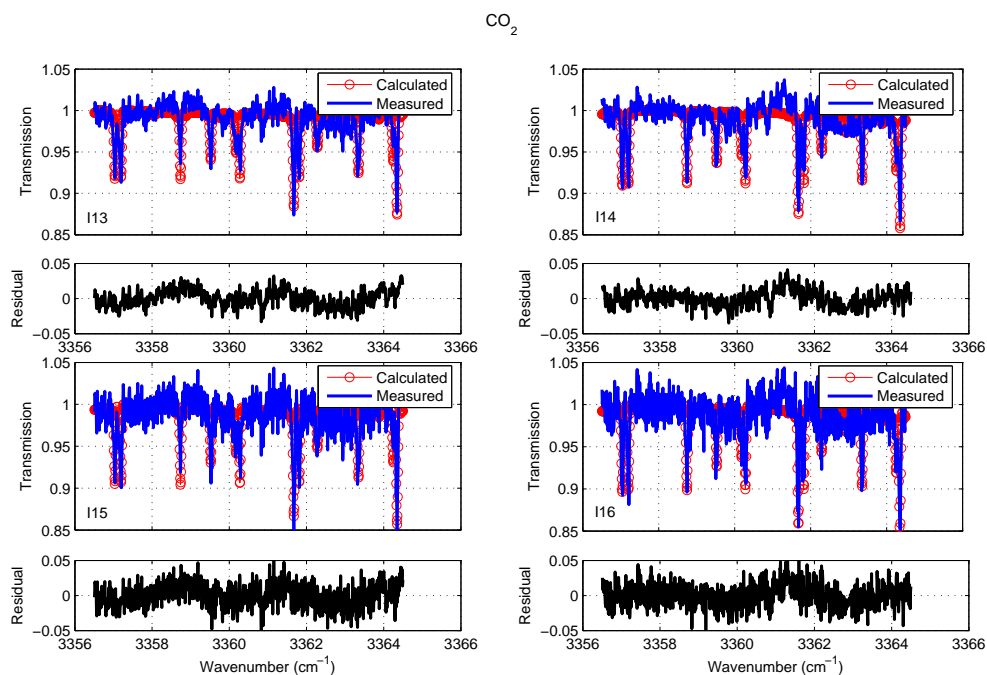 CO2
1.05
1
0.95
0.9
0.85
Transmission
Calculated
Measured
I13
1.05
1
0.95
0.9
0.85
Transmission
Calculated
Measured
I14
0.05
0
−0.05
Residual
3356 3358 3360 3362 3364 3366
0.05
0
−0.05
Residual
3356 3358 3360 3362 3364 3366
1.05
1
0.95
0.9
0.85
Transmission
Calculated
Measured
I15
1.05
1
0.95
0.9
0.85
Transmission
Calculated
Measured
I16
0.05
0
−0.05
Residual
3356 3358 3360 3362 3364 3366
Wavenumber (cm−1)
0.05
0
−0.05
Residual
3356 3358 3360 3362 3364 3366
Wavenumber (cm−1)